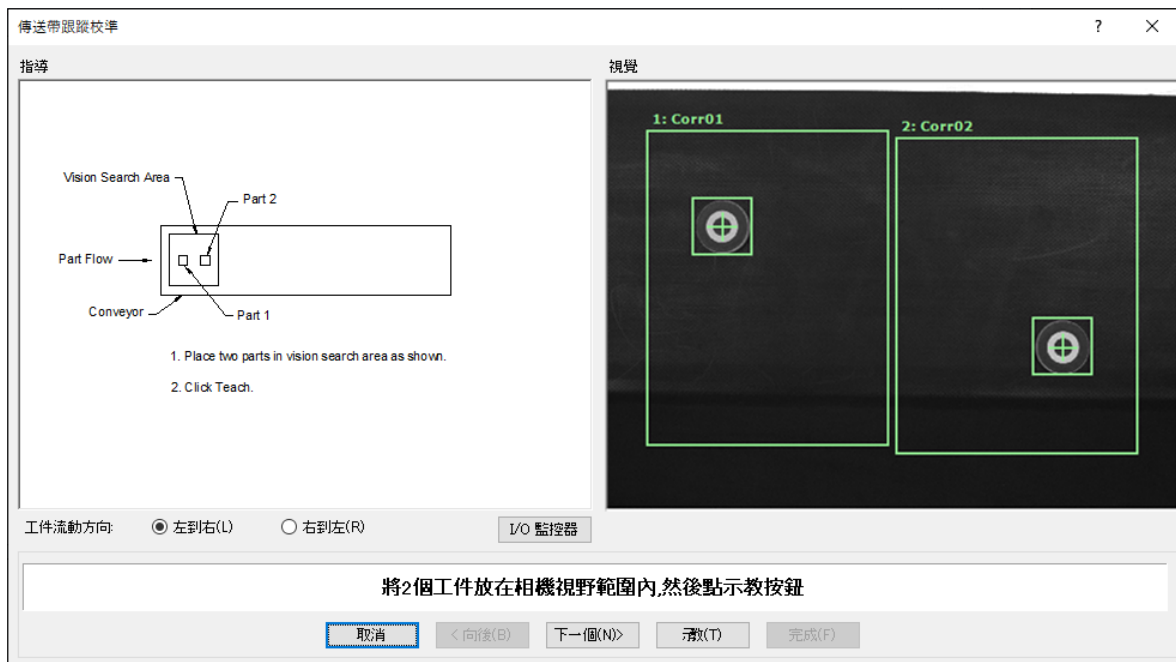 傳送帶跟蹤校準
?
指導
視覺
Vision Search Area
Part 2
Part Flow
Conveyor
Part 1
1. Place two parts in vision search area as shown.
2. Click Teach.
1: Corr01
2: Corr02
工件流動方向:
左到右(L)
右到左(R)
I/O 監控器
將2個工件放在相機視野範圍內,然後點示教按鈕
取消
< 向後(B)
下一個(N)>
示教(T)
完成(F)